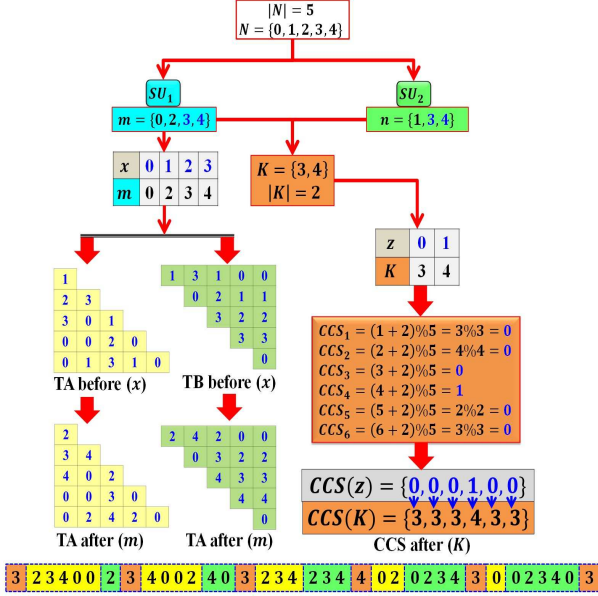 |N| = 5
N = {0, 1, 2, 3, 4}
SU₁
SU₂
m = {0, 2, 3, 4}
n = {1, 3, 4}
x 0 1 2 3
m 0 2 3 4
K = {3, 4}
|K| = 2
z 0 1
K 3 4
1
2 3
3 0 1
0 0 2 0
0 1 3 1 0
TA before (x)
1 3 1 0 0
0 2 1 1
3 2 2
3 3
0
TB before (x)
CCS₁ = (1 + 2)%5 = 3%3 = 0
CCS₂ = (2 + 2)%5 = 4%4 = 0
CCS₃ = (3 + 2)%5 = 0
CCS₄ = (4 + 2)%5 = 1
CCS₅ = (5 + 2)%5 = 2%2 = 0
CCS₆ = (6 + 2)%5 = 3%3 = 0
2
3 4
4 0 2
0 0 3 0
0 2 4 2 0
TA after (m)
2 4 2 0 0
0 3 2 2
4 3 3
4 4
0
TA after (m)
CCS(z) = {0, 0, 0, 1, 0, 0}
CCS(K) = {3, 3, 3, 4, 3, 3}
CCS after (K)
3 2 3 4 0 0 2 3 4 0 0 2 4 0 3 2 3 4 2 3 4 4 0 2 0 2 3 4 3 0 0 2 3 4 0 3